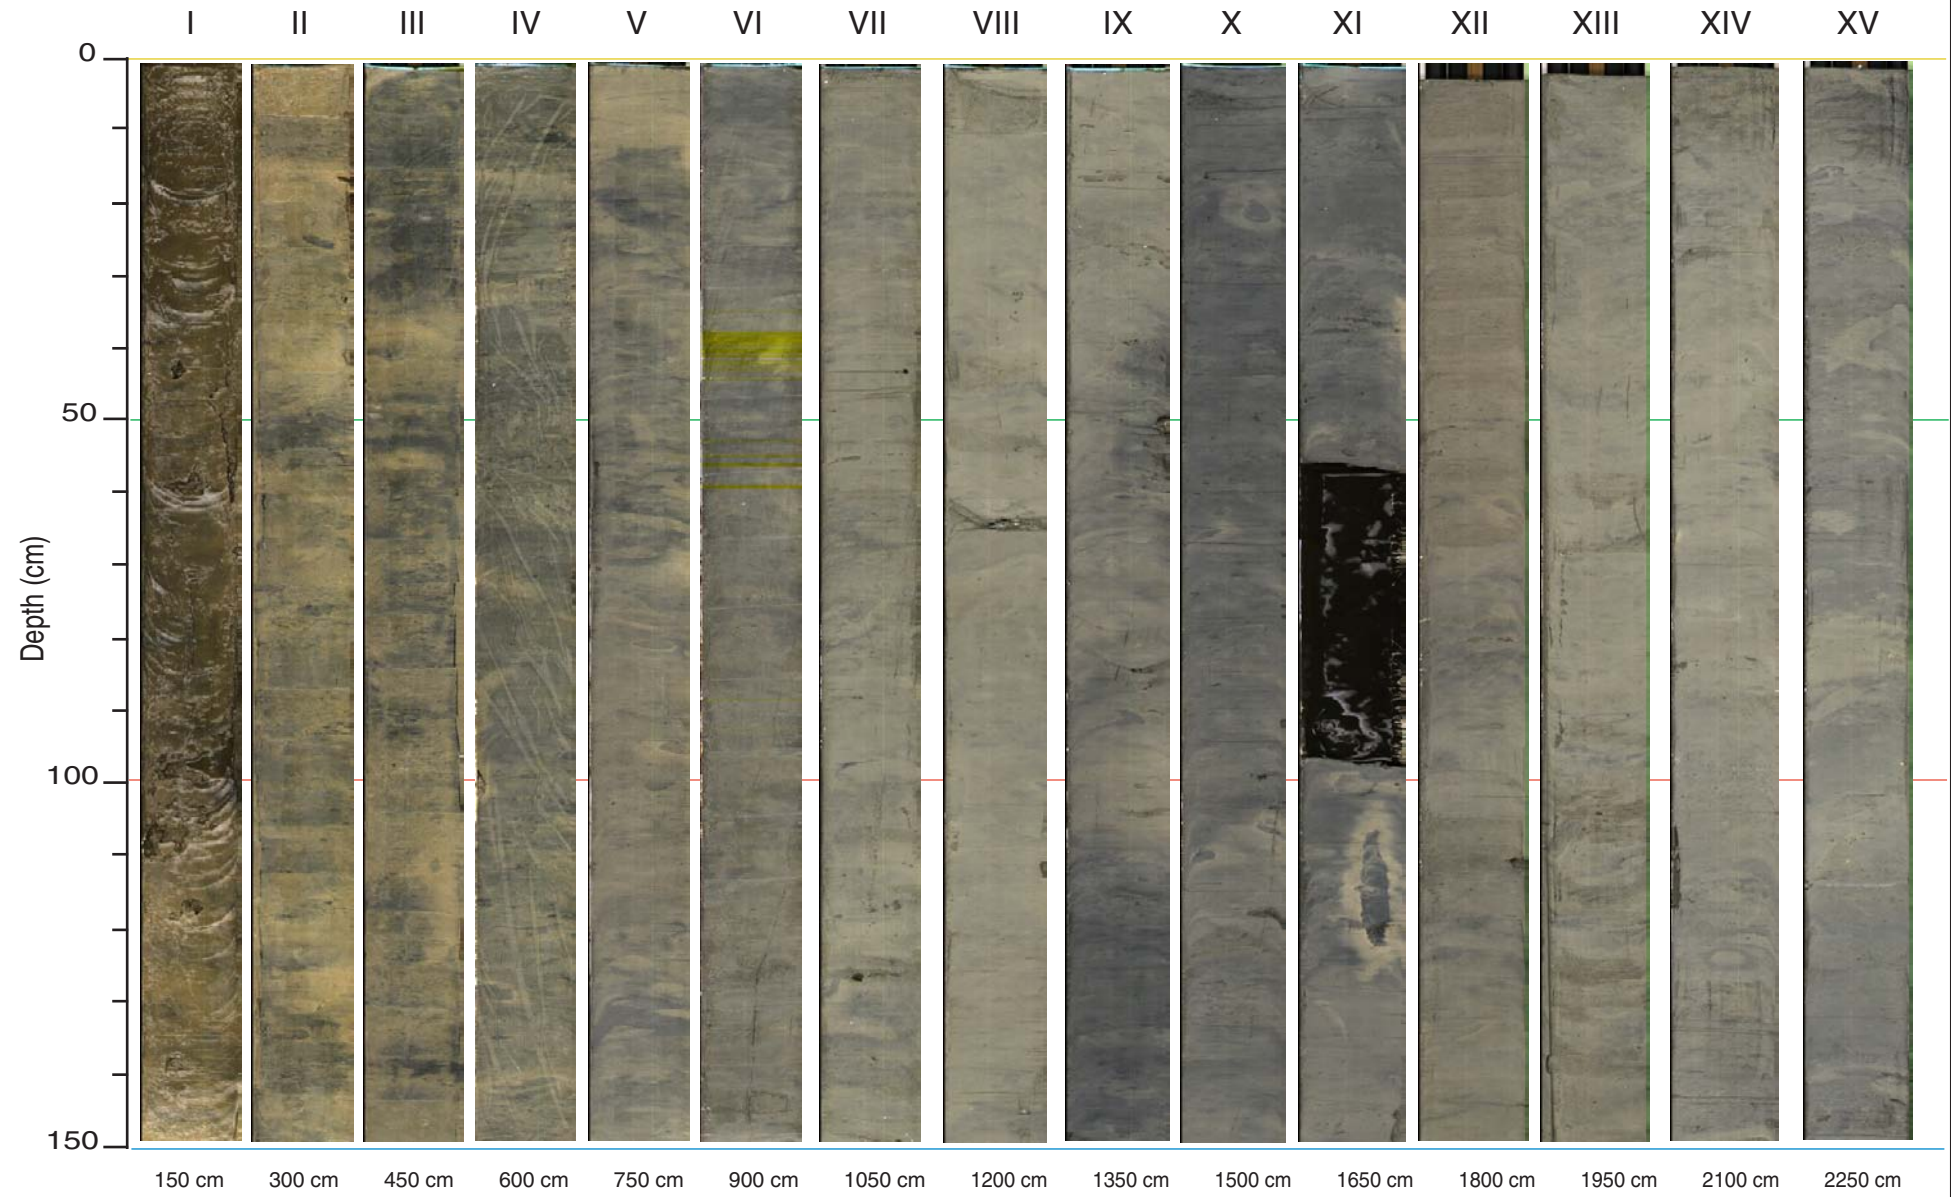 I II III IV V VI VII VIII IX X XI XII XIII XIV XV
0
50
100
150
Depth (cm)
150 cm 300 cm 450 cm 600 cm 750 cm 900 cm 1050 cm 1200 cm 1350 cm 1500 cm 1650 cm 1800 cm 1950 cm 2100 cm 2250 cm